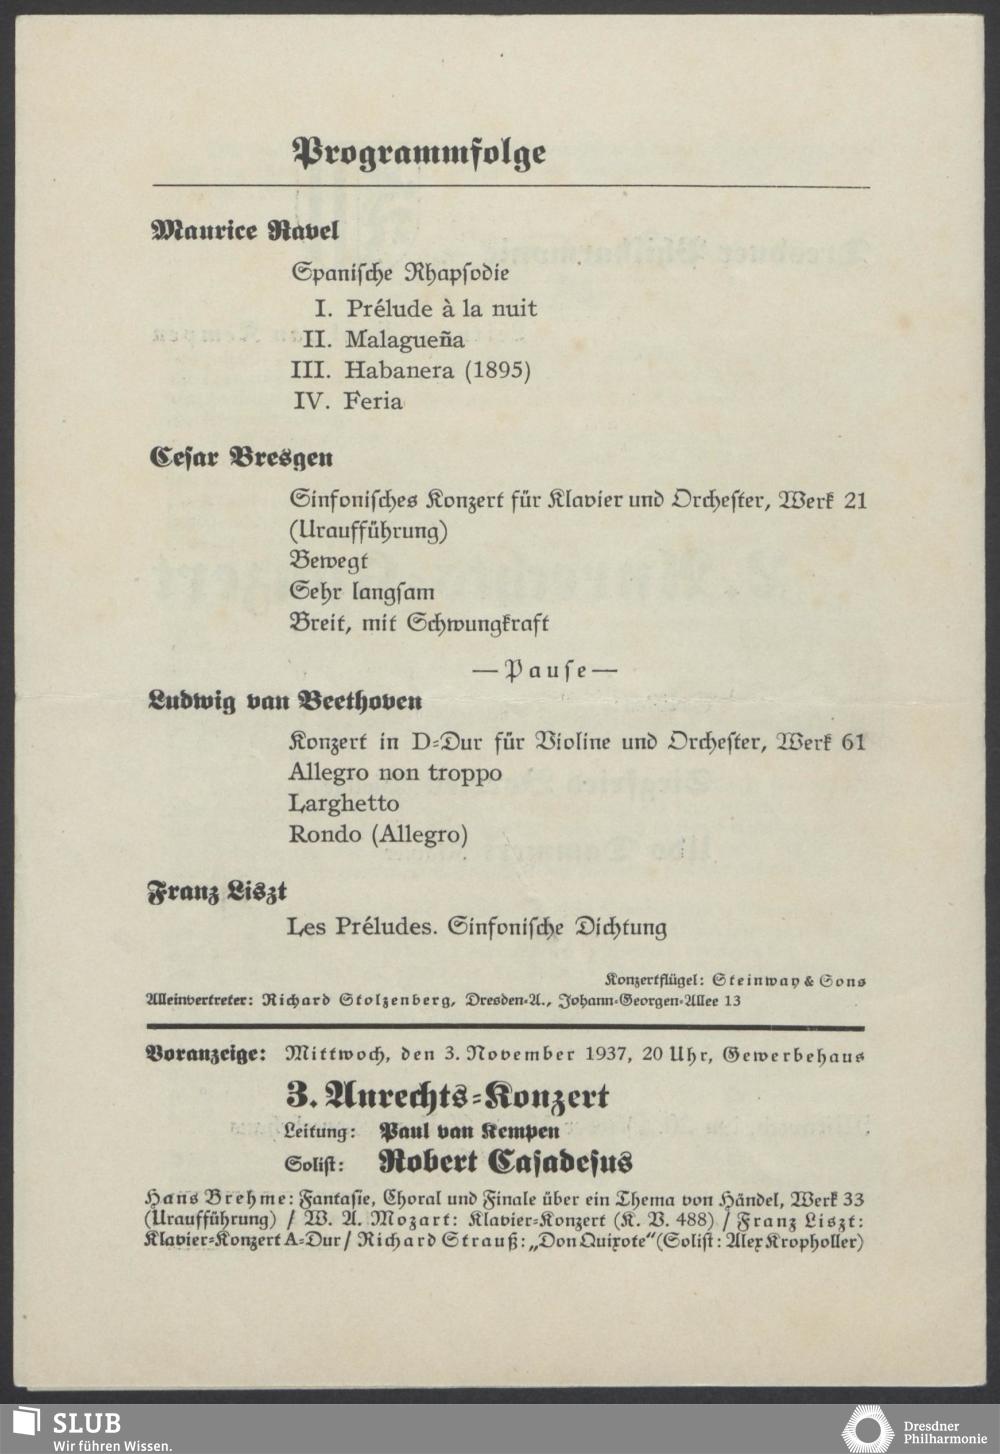 Programmfolge
Maurice Ravel
Spanische Rhapsodie
I. Prélude à la nuit
II. Malagueña
III. Habanera (1895)
IV. Feria
Cesar Bresgen
Sinfonisches Konzert für Klavier und Orchester, Werk 21
(Uraufführung)
Bewegt
Sehr langsam
Breit, mit Schwungkraft
— Pause —
Ludwig van Beethoven
Konzert in D-Dur für Violine und Orchester, Werk 61
Allegro non troppo
Larghetto
Rondo (Allegro)
Franz Liszt
Les Préludes. Sinfonische Dichtung
Konzertflügel: Steinway & Sons
Alleinvertreter: Richard Stolzenberg, Dresden-A., Johann-Georgen-Allee 13
Voranzeige: Mittwoch, den 3. November 1937, 20 Uhr, Gewerbehaus
3. Anrechts-Konzert
Leitung: Paul van Kempen
Solist: Robert Casadesus
Hans Brehme: Fantasie, Choral und Finale über ein Thema von Händel, Werk 33
(Uraufführung) / W. A. Mozart: Klavier-Konzert (K. V. 488) / Franz Liszt:
Klavier-Konzert A-Dur / Richard Strauß: „Don Quixote“ (Solist: Alex Kropholler)
SLUB
Wir führen Wissen.
Dresdner
Philharmonie